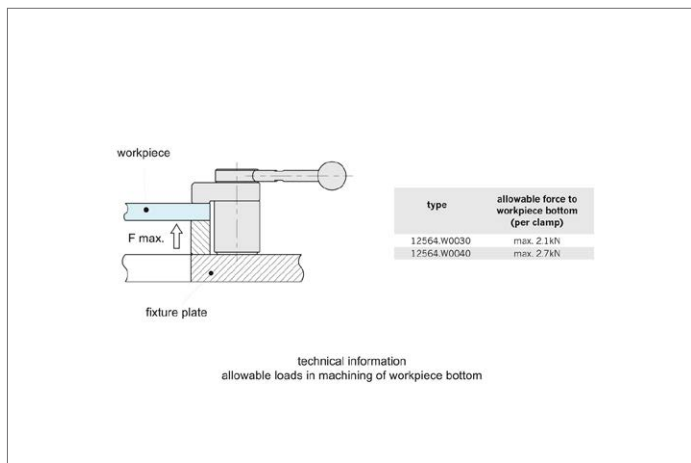 workpiece
F max.
fixture plate
type
allowable force to
workpiece bottom
(per clamp)
12564.W0030 max. 2.1kN
12564.W0040 max. 2.7kN
technical information
allowable loads in machining of workpiece bottom